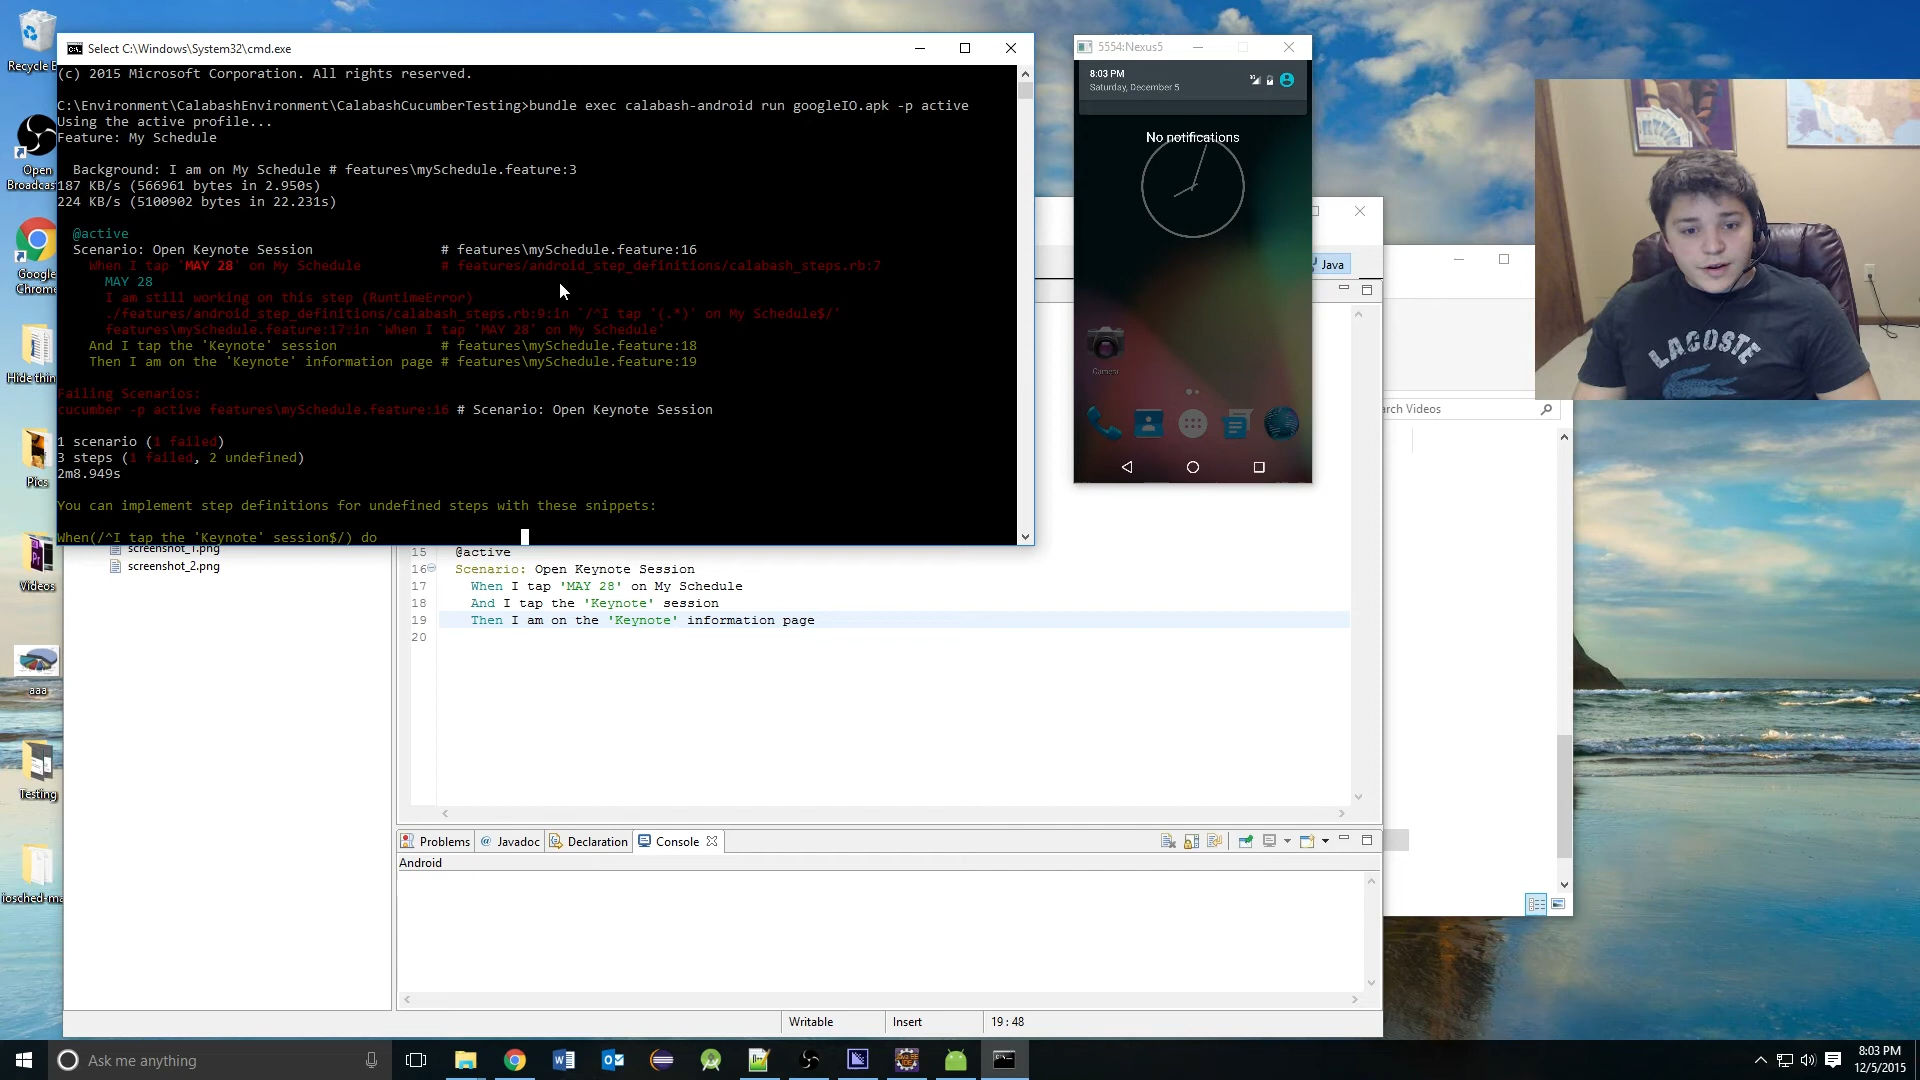 Recycle B
Open
Broadcas
Google
Chrome
Hide thin
Pics
Videos
aaa
Testing
iosched-ma
Select C:\Windows\System32\cmd.exe
(c) 2015 Microsoft Corporation. All rights reserved.
C:\Environment\CalabashEnvironment\CalabashCucumberTesting>bundle exec calabash-android run googleIO.apk -p active
Using the active profile...
Feature: My Schedule
Background: I am on My Schedule # features\mySchedule.feature:3
187 KB/s (566961 bytes in 2.950s)
224 KB/s (5100902 bytes in 22.231s)
@active
Scenario: Open Keynote Session # features\mySchedule.feature:16
When I tap 'MAY 28' on My Schedule # features/android_step_definitions/calabash_steps.rb:7
MAY 28
I am still working on this step (RuntimeError)
./features/android_step_definitions/calabash_steps.rb:9:in `/^I tap '(.*)' on My Schedule$/'
features\mySchedule.feature:17:in `When I tap 'MAY 28' on My Schedule'
And I tap the 'Keynote' session # features\mySchedule.feature:18
Then I am on the 'Keynote' information page # features\mySchedule.feature:19
Failing Scenarios:
cucumber -p active features\mySchedule.feature:16 # Scenario: Open Keynote Session
1 scenario (1 failed)
3 steps (1 failed, 2 undefined)
2m8.949s
You can implement step definitions for undefined steps with these snippets:
When(/^I tap the 'Keynote' session$/) do
5554:Nexus5
8:03 PM
Saturday, December 5
No notifications
Camera
Java
arch Videos
LACOSTE
screenshot_1.png
screenshot_2.png
15 @active
16 Scenario: Open Keynote Session
17 When I tap 'MAY 28' on My Schedule
18 And I tap the 'Keynote' session
19 Then I am on the 'Keynote' information page
20
Problems @ Javadoc Declaration Console
Android
Writable Insert 19 : 48
Ask me anything
8:03 PM
12/5/2015